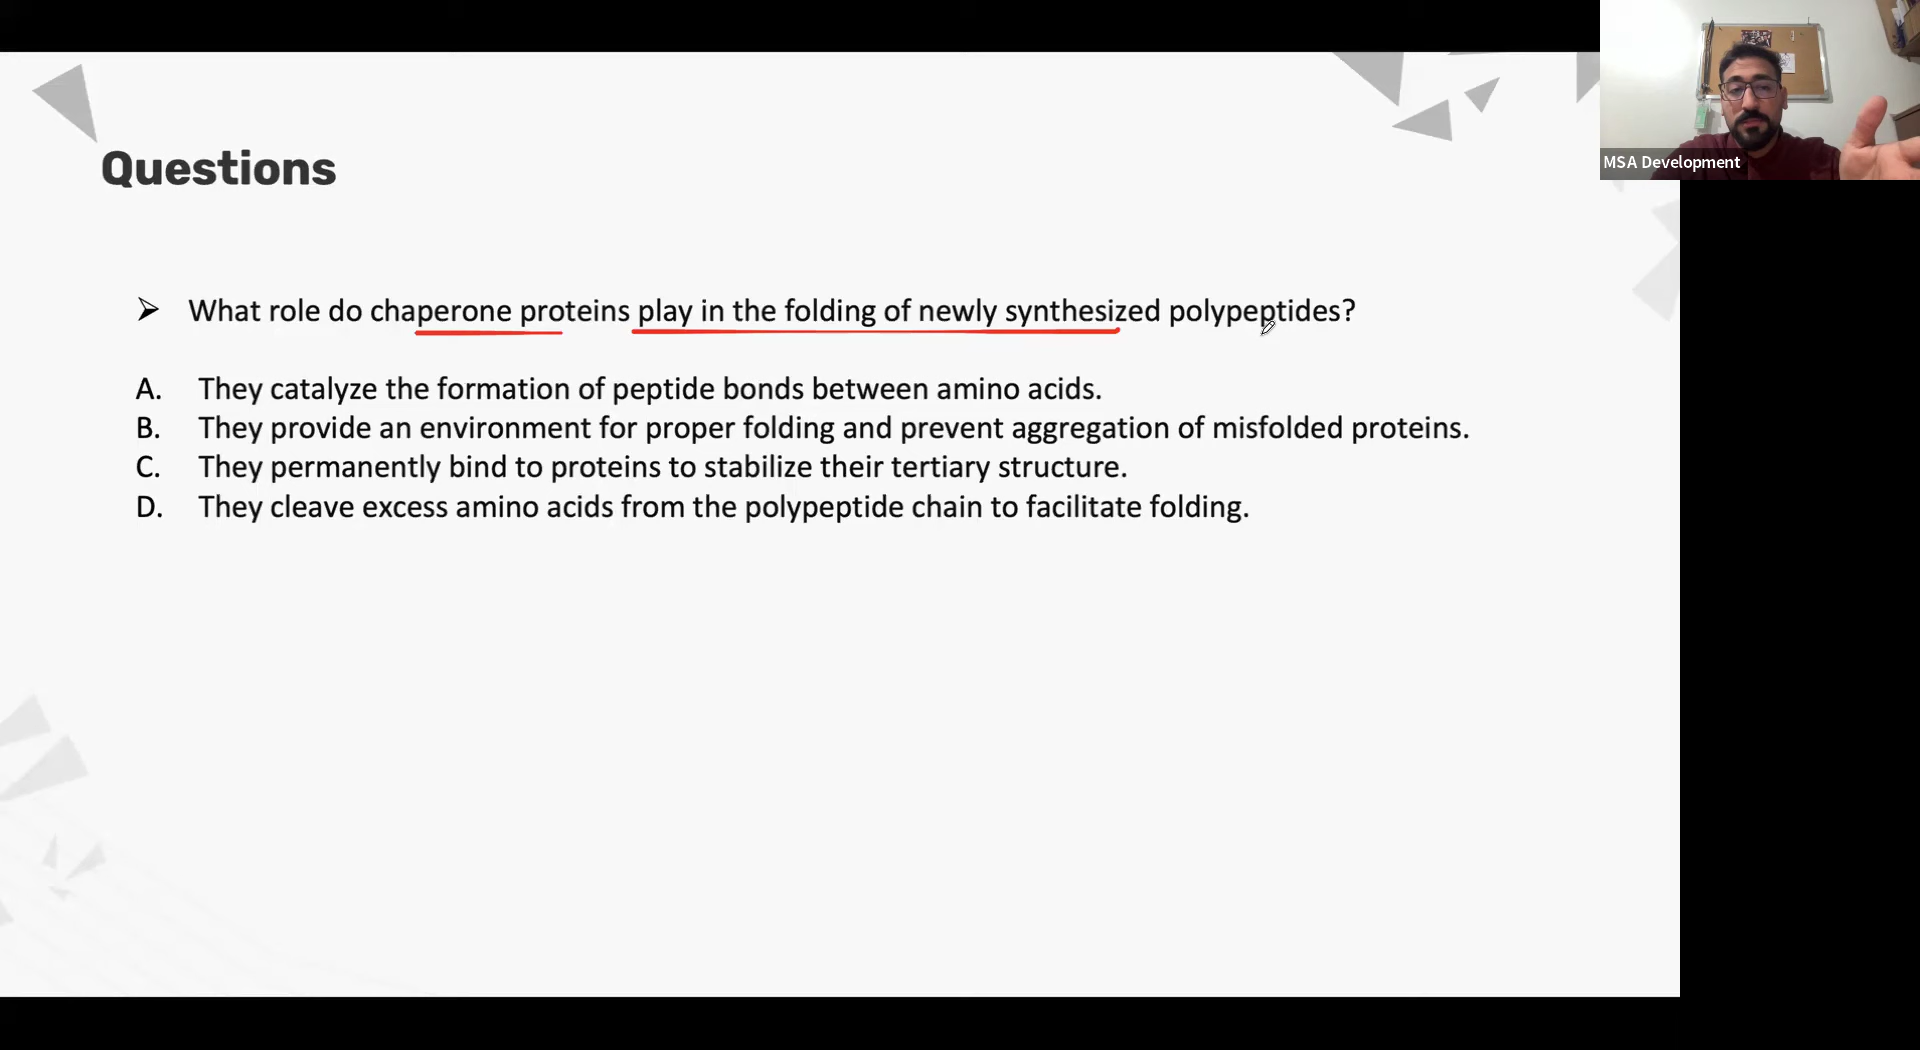 MSA Development
Questions
➢ What role do chaperone proteins play in the folding of newly synthesized polypeptides?
A. They catalyze the formation of peptide bonds between amino acids.
B. They provide an environment for proper folding and prevent aggregation of misfolded proteins.
C. They permanently bind to proteins to stabilize their tertiary structure.
D. They cleave excess amino acids from the polypeptide chain to facilitate folding.